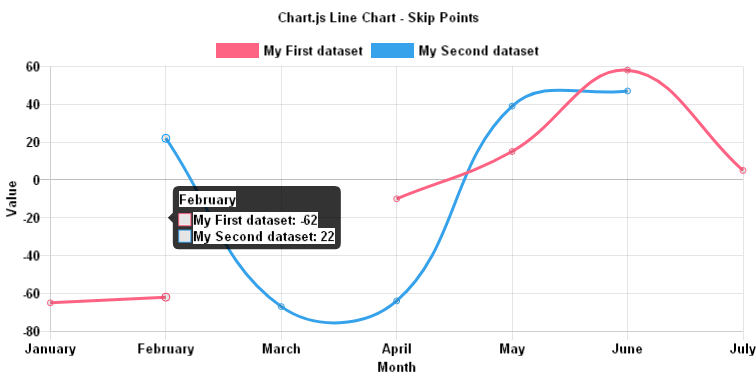 Chart.js Line Chart - Skip Points
My First dataset My Second dataset
60
40
20
0
-20
-40
-60
-80
Value
February
My First dataset: -62
My Second dataset: 22
January February March April May June July
Month